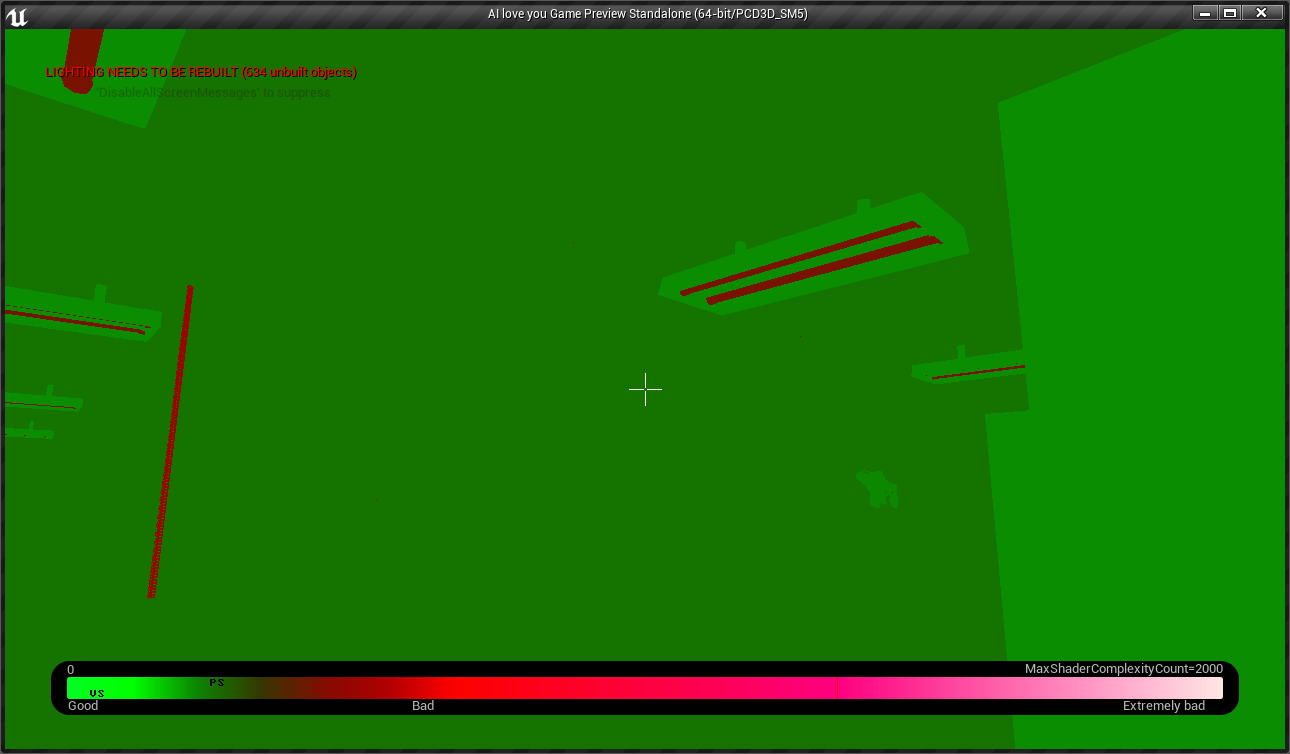 AI love you Game Preview Standalone (64-bit/PCD3D_SM5)
LIGHTING NEEDS TO BE REBUILT (634 unbuilt objects)
'DisableAllScreenMessages' to suppress
0 MaxShaderComplexityCount=2000
PS
VS
Good Bad Extremely bad